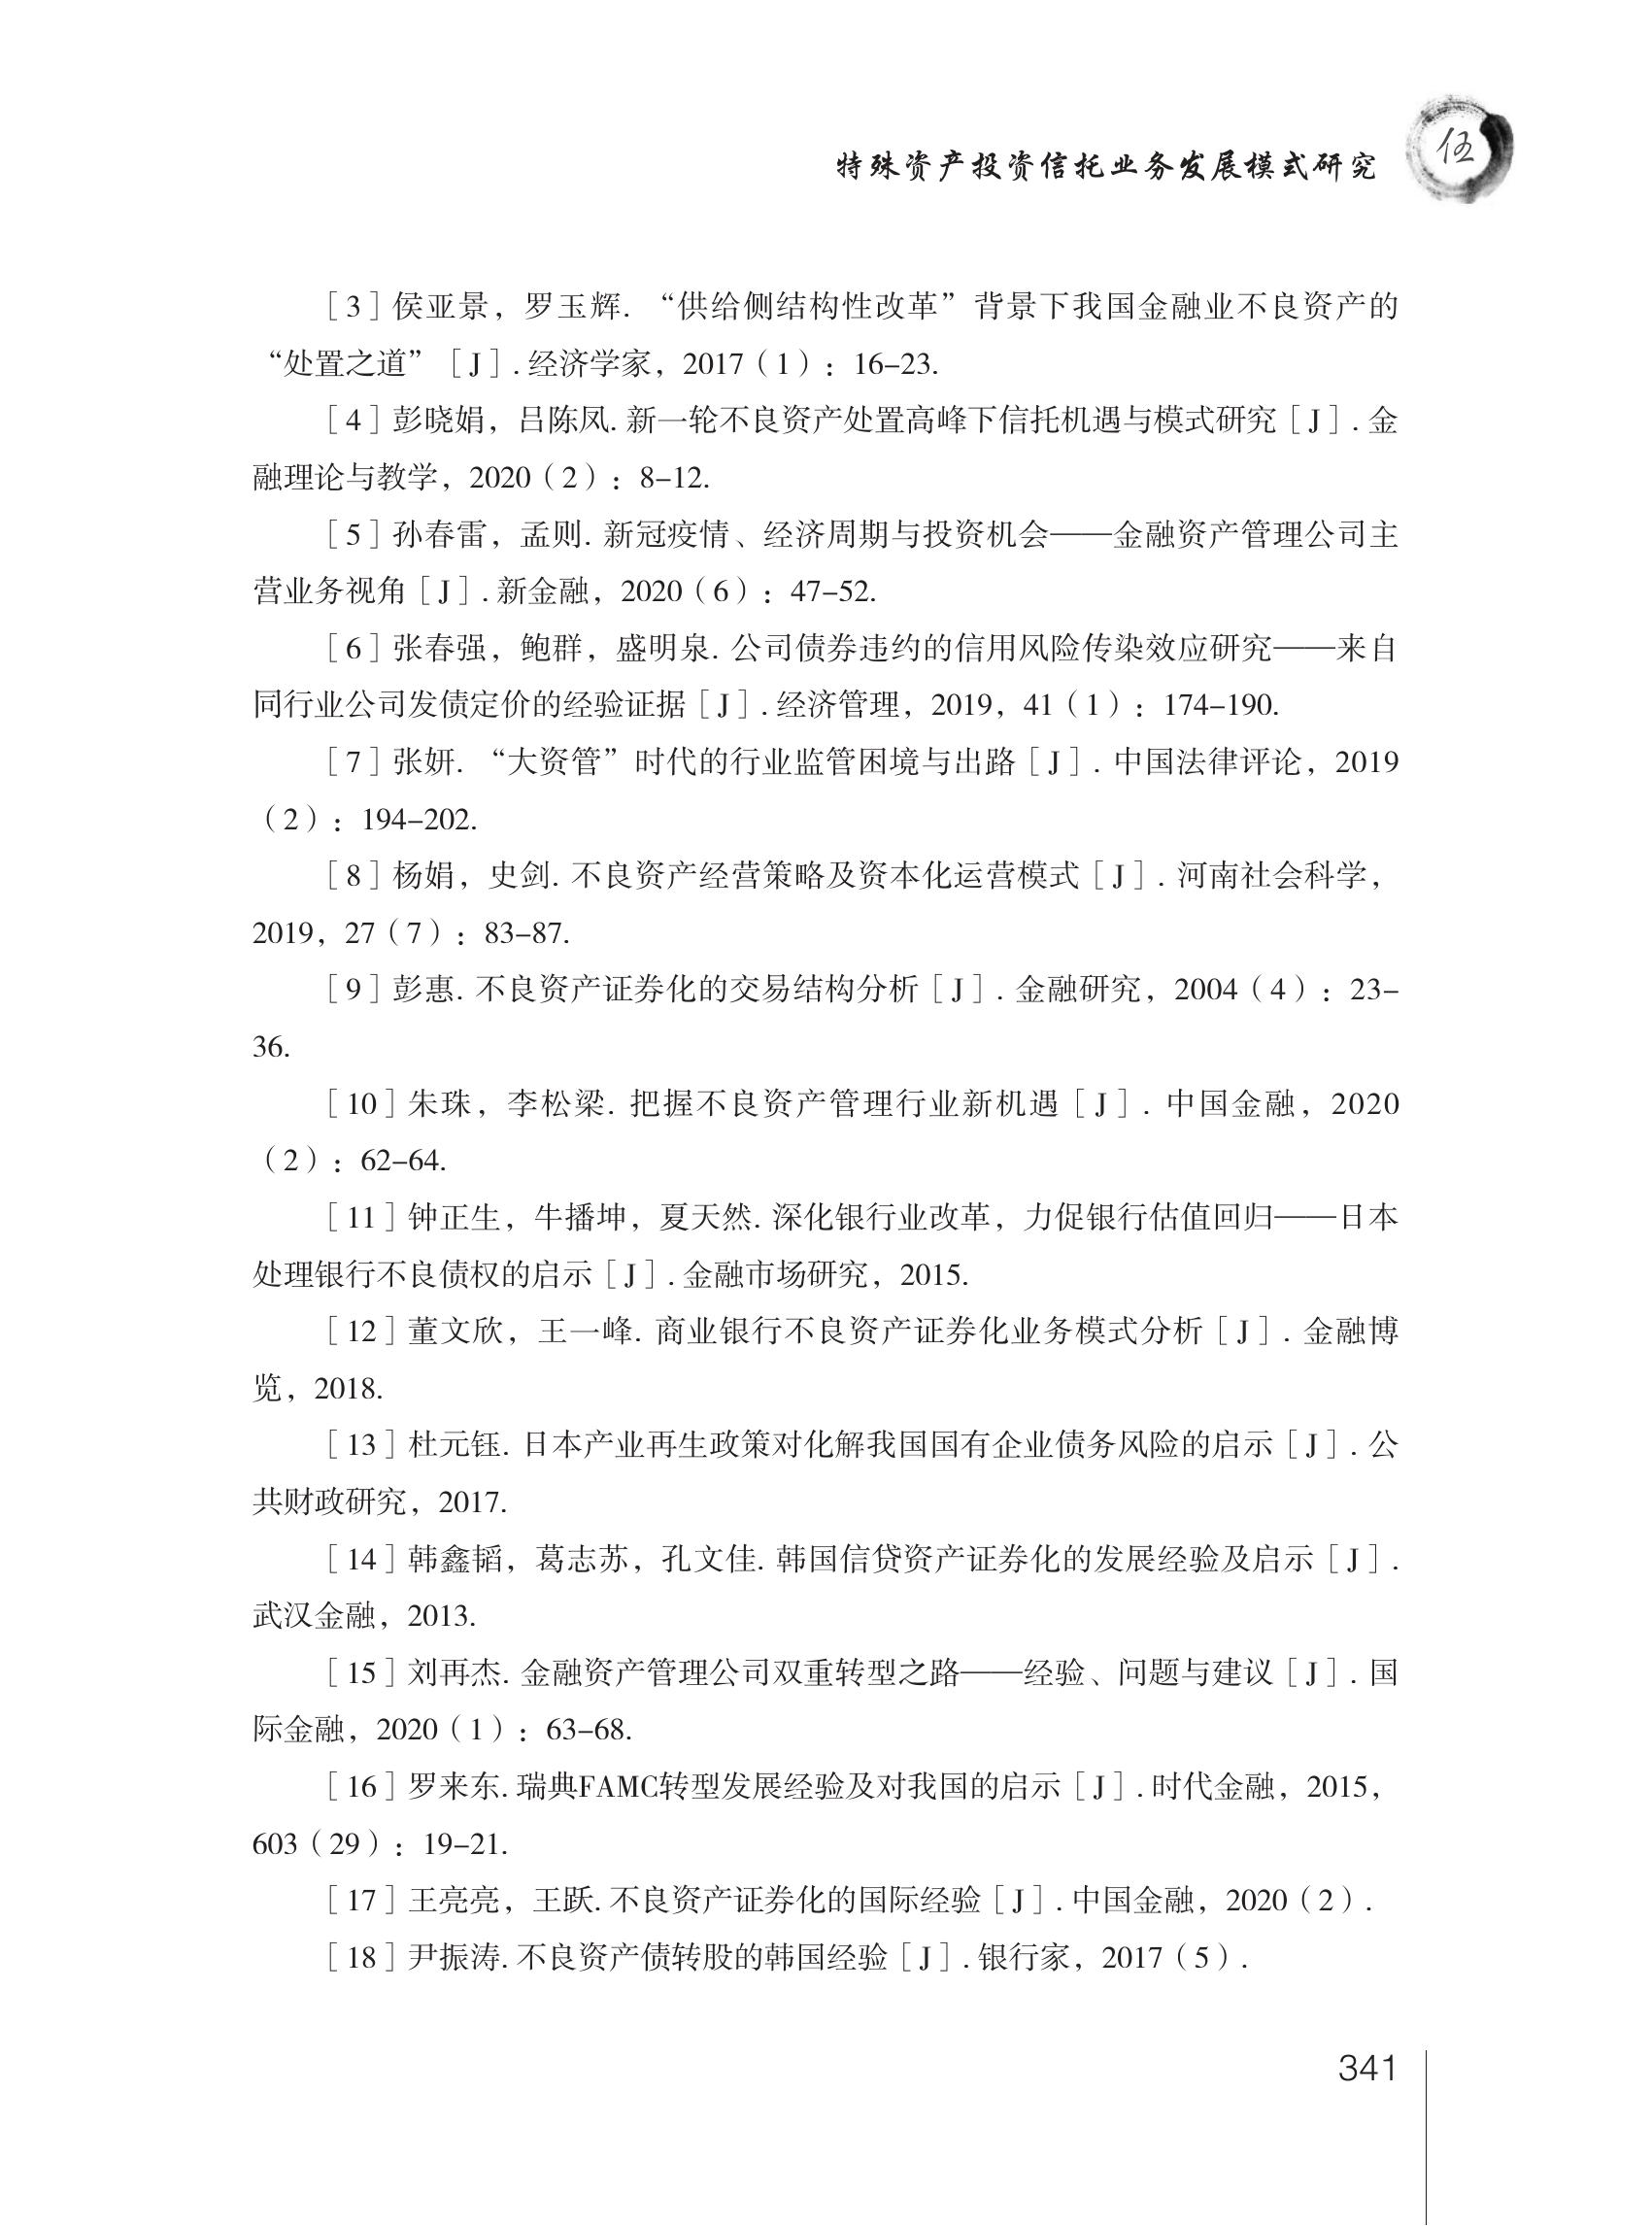 特殊资产投资信托业务发展模式研究
伍
［3］侯亚景，罗玉辉. “供给侧结构性改革”背景下我国金融业不良资产的
“处置之道”［J］. 经济学家，2017（1）：16–23.
［4］彭晓娟，吕陈凤. 新一轮不良资产处置高峰下信托机遇与模式研究［J］. 金
融理论与教学，2020（2）：8–12.
［5］孙春雷，孟则. 新冠疫情、经济周期与投资机会——金融资产管理公司主
营业务视角［J］. 新金融，2020（6）：47–52.
［6］张春强，鲍群，盛明泉. 公司债券违约的信用风险传染效应研究——来自
同行业公司发债定价的经验证据［J］. 经济管理，2019，41（1）：174–190.
［7］张妍. “大资管”时代的行业监管困境与出路［J］. 中国法律评论，2019
（2）：194–202.
［8］杨娟，史剑. 不良资产经营策略及资本化运营模式［J］. 河南社会科学，
2019，27（7）：83–87.
［9］彭惠. 不良资产证券化的交易结构分析［J］. 金融研究，2004（4）：23–
36.
［10］朱珠，李松梁. 把握不良资产管理行业新机遇［J］. 中国金融，2020
（2）：62–64.
［11］钟正生，牛播坤，夏天然. 深化银行业改革，力促银行估值回归——日本
处理银行不良债权的启示［J］. 金融市场研究，2015.
［12］董文欣，王一峰. 商业银行不良资产证券化业务模式分析［J］. 金融博
览，2018.
［13］杜元钰. 日本产业再生政策对化解我国国有企业债务风险的启示［J］. 公
共财政研究，2017.
［14］韩鑫韬，葛志苏，孔文佳. 韩国信贷资产证券化的发展经验及启示［J］.
武汉金融，2013.
［15］刘再杰. 金融资产管理公司双重转型之路——经验、问题与建议［J］. 国
际金融，2020（1）：63–68.
［16］罗来东. 瑞典FAMC转型发展经验及对我国的启示［J］. 时代金融，2015，
603（29）：19–21.
［17］王亮亮，王跃. 不良资产证券化的国际经验［J］. 中国金融，2020（2）.
［18］尹振涛. 不良资产债转股的韩国经验［J］. 银行家，2017（5）.
341